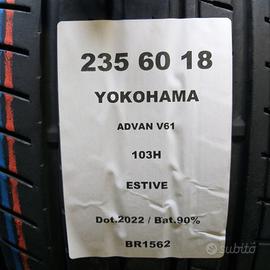 235 60 18
YOKOHAMA
ADVAN V61
103H
ESTIVE
Dot.2022 / Bat.90%
BR1562
subito